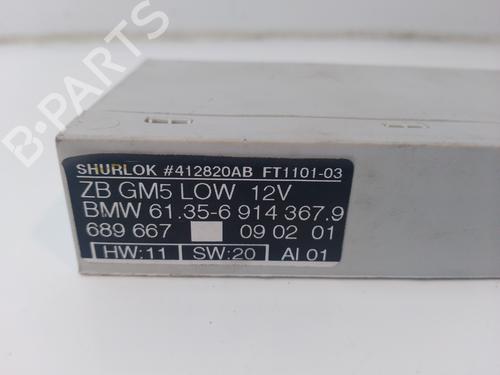 B-PARTS
SHURLOK #412820AB FT1101-03
ZB GM5 LOW 12V
BMW 61.35-6 914 367.9
689 667 09 02 01
HW:11 SW:20 AI 01